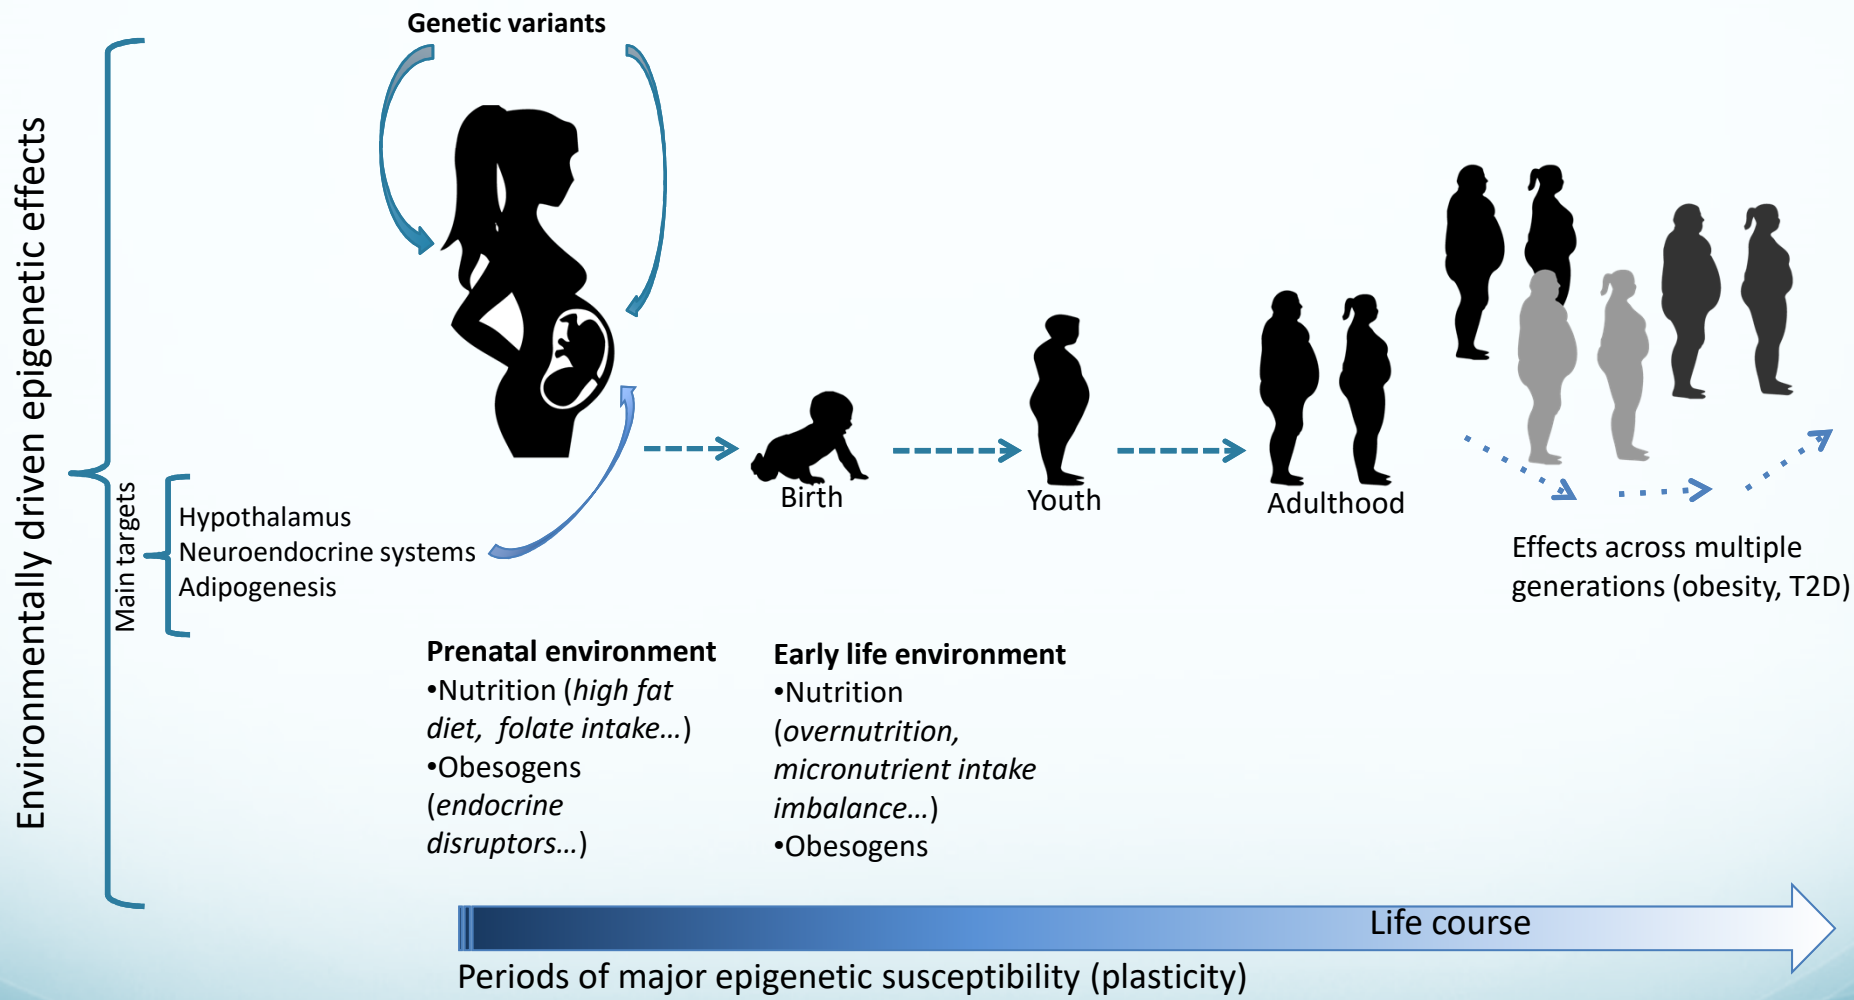 Genetic variants
Environmentally driven epigenetic effects
Main targets
Hypothalamus
Neuroendocrine systems
Adipogenesis
Birth
Youth
Adulthood
Effects across multiple
generations (obesity, T2D)
Prenatal environment
•Nutrition (high fat
diet, folate intake...)
•Obesogens
(endocrine
disruptors...)
Early life environment
•Nutrition
(overnutrition,
micronutrient intake
imbalance...)
•Obesogens
Life course
Periods of major epigenetic susceptibility (plasticity)